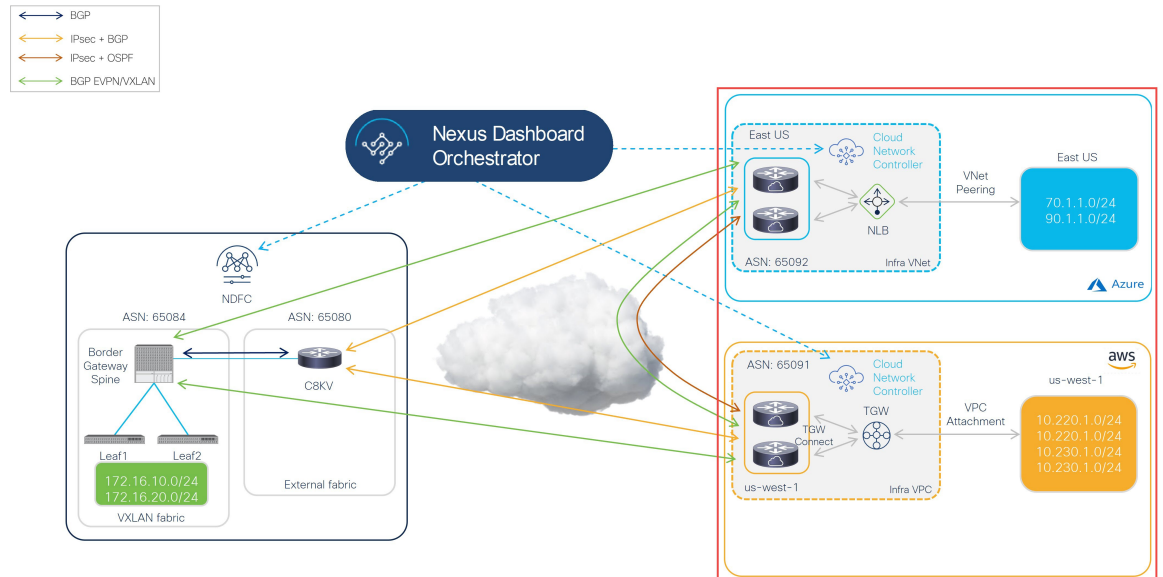 BGP
IPsec + BGP
IPsec + OSPF
BGP EVPN/VXLAN
Nexus Dashboard
Orchestrator
East US
Cloud
Network
Controller
NLB
ASN: 65092
Infra VNet
VNet
Peering
East US
70.1.1.0/24
90.1.1.0/24
Azure
NDFC
ASN: 65084
ASN: 65080
Border
Gateway
Spine
C8KV
Leaf1
Leaf2
172.16.10.0/24
172.16.20.0/24
VXLAN fabric
External fabric
aws
ASN: 65091
Cloud
Network
Controller
TGW
TGW
Connect
us-west-1
Infra VPC
VPC
Attachment
us-west-1
10.220.1.0/24
10.220.1.0/24
10.230.1.0/24
10.230.1.0/24